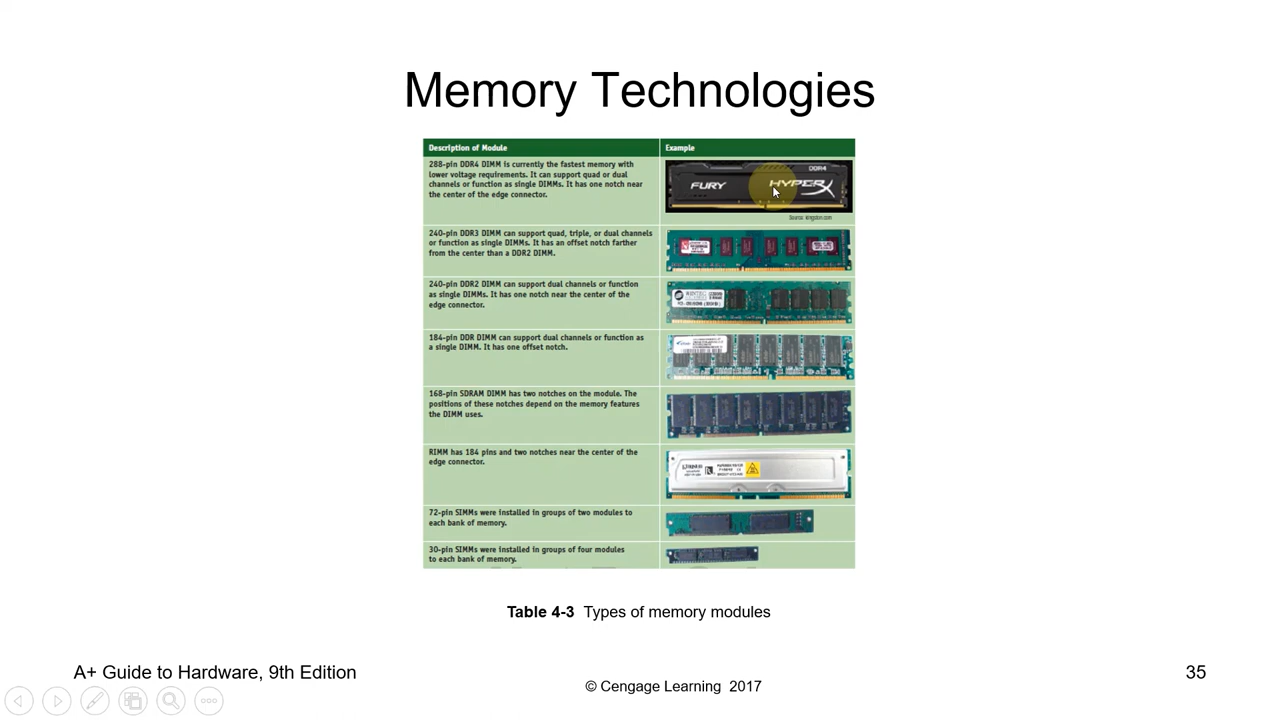 Memory Technologies
Description of Module
Example
288-pin DDR4 DIMM is currently the fastest memory with
lower voltage requirements. It can support quad or dual
channels or function as single DIMMs. It has one notch near
the center of the edge connector.
DDR4
FURY
HYPERX
Source: kingston.com
240-pin DDR3 DIMM can support quad, triple, or dual channels
or function as single DIMMs. It has an offset notch farther
from the center than a DDR2 DIMM.
240-pin DDR2 DIMM can support dual channels or function
as single DIMMs. It has one notch near the center of the
edge connector.
184-pin DDR DIMM can support dual channels or function as
a single DIMM. It has one offset notch.
168-pin SDRAM DIMM has two notches on the module. The
positions of these notches depend on the memory features
the DIMM uses.
RIMM has 184 pins and two notches near the center of the
edge connector.
72-pin SIMMs were installed in groups of two modules to
each bank of memory.
30-pin SIMMs were installed in groups of four modules
to each bank of memory.
Table 4-3 Types of memory modules
A+ Guide to Hardware, 9th Edition
© Cengage Learning 2017
35